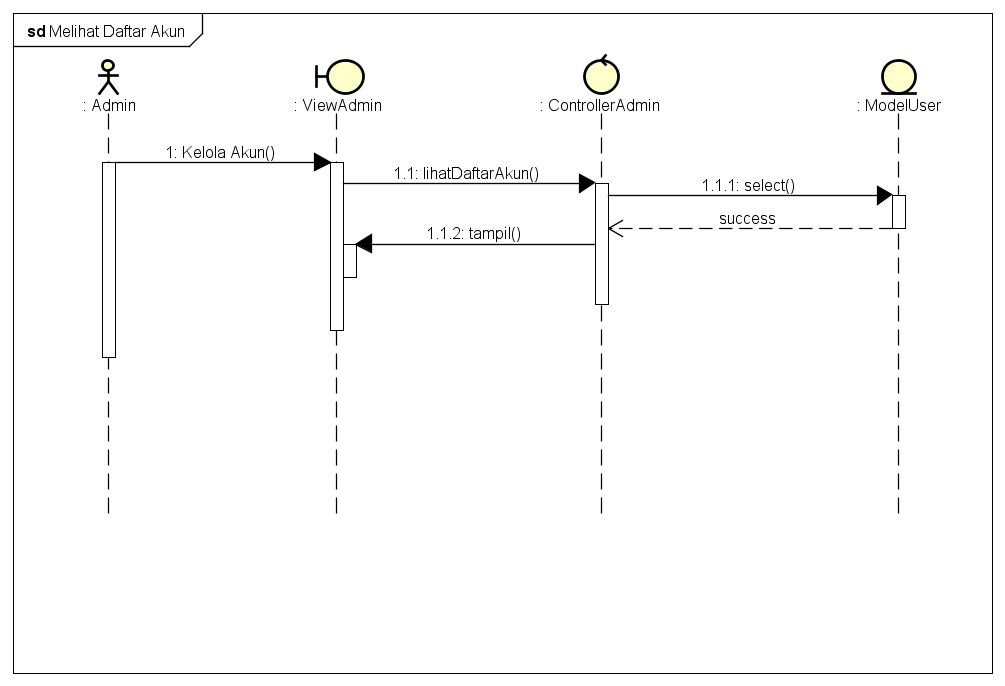 sd Melihat Daftar Akun
: Admin
: ViewAdmin
: ControllerAdmin
: ModelUser
1: Kelola Akun()
1.1: lihatDaftarAkun()
1.1.1: select()
success
1.1.2: tampil()